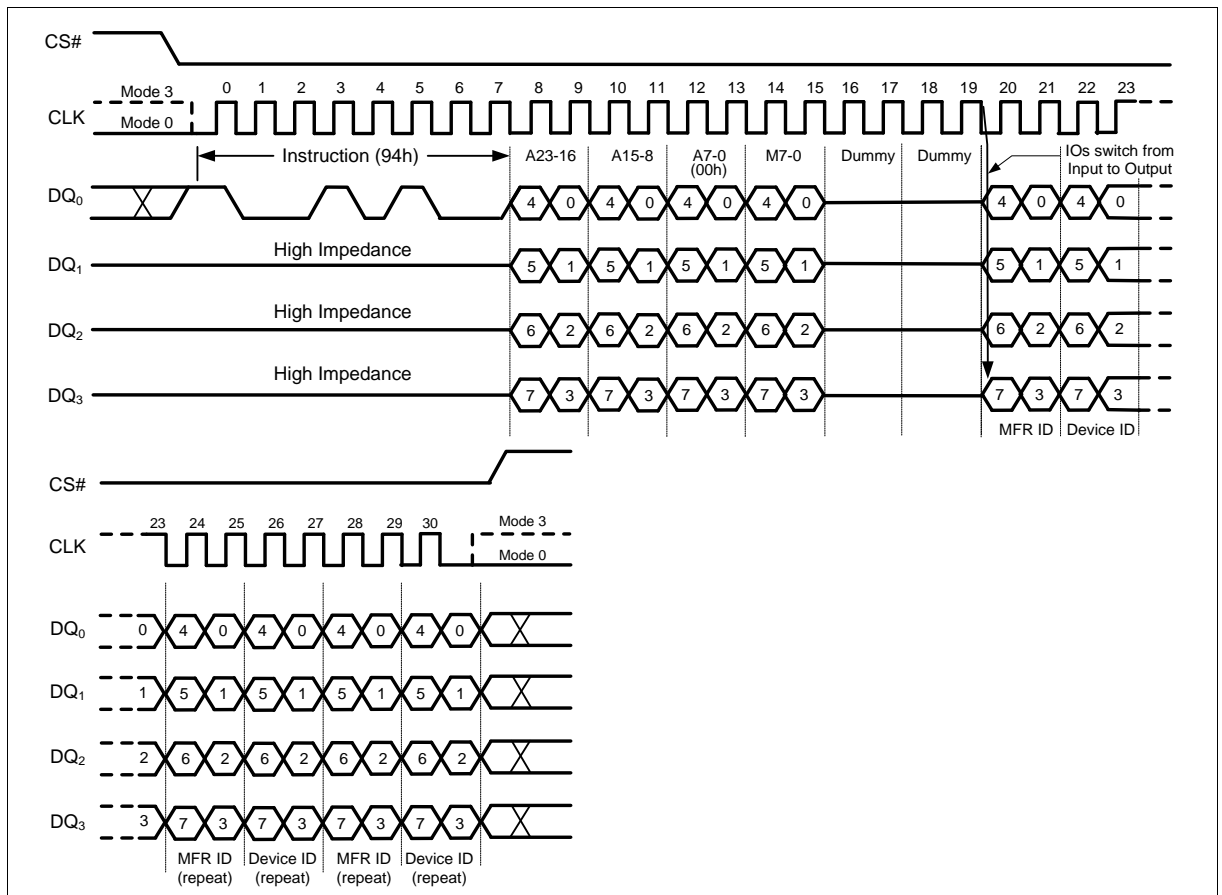 CS#
Mode 3
CLK
Mode 0
0 1 2 3 4 5 6 7 8 9 10 11 12 13 14 15 16 17 18 19 20 21 22 23
Instruction (94h)
A23-16
A15-8
A7-0
(00h)
M7-0
Dummy
Dummy
IOs switch from
Input to Output
DQ0
4 0 4 0 4 0 4 0 4 0 4 0
High Impedance
DQ1
5 1 5 1 5 1 5 1 5 1 5 1
High Impedance
DQ2
6 2 6 2 6 2 6 2 6 2 6 2
High Impedance
DQ3
7 3 7 3 7 3 7 3 7 3 7 3
MFR ID
Device ID
CS#
23 24 25 26 27 28 29 30
Mode 3
CLK
Mode 0
DQ0
0 4 0 4 0 4 0 4 0
DQ1
1 5 1 5 1 5 1 5 1
DQ2
2 6 2 6 2 6 2 6 2
DQ3
3 7 3 7 3 7 3 7 3
MFR ID
(repeat)
Device ID
(repeat)
MFR ID
(repeat)
Device ID
(repeat)